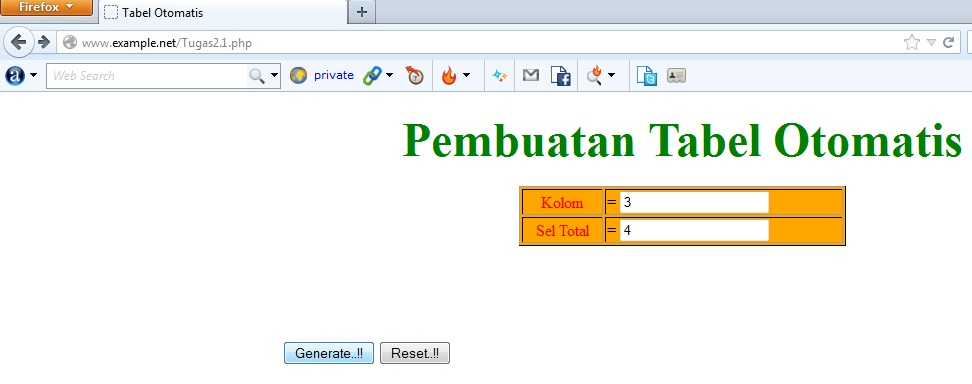 Firefox
Tabel Otomatis
www.example.net/Tugas2.1.php
a Web Search private
Pembuatan Tabel Otomatis
Kolom = 3
Sel Total = 4
Generate..!! Reset..!!